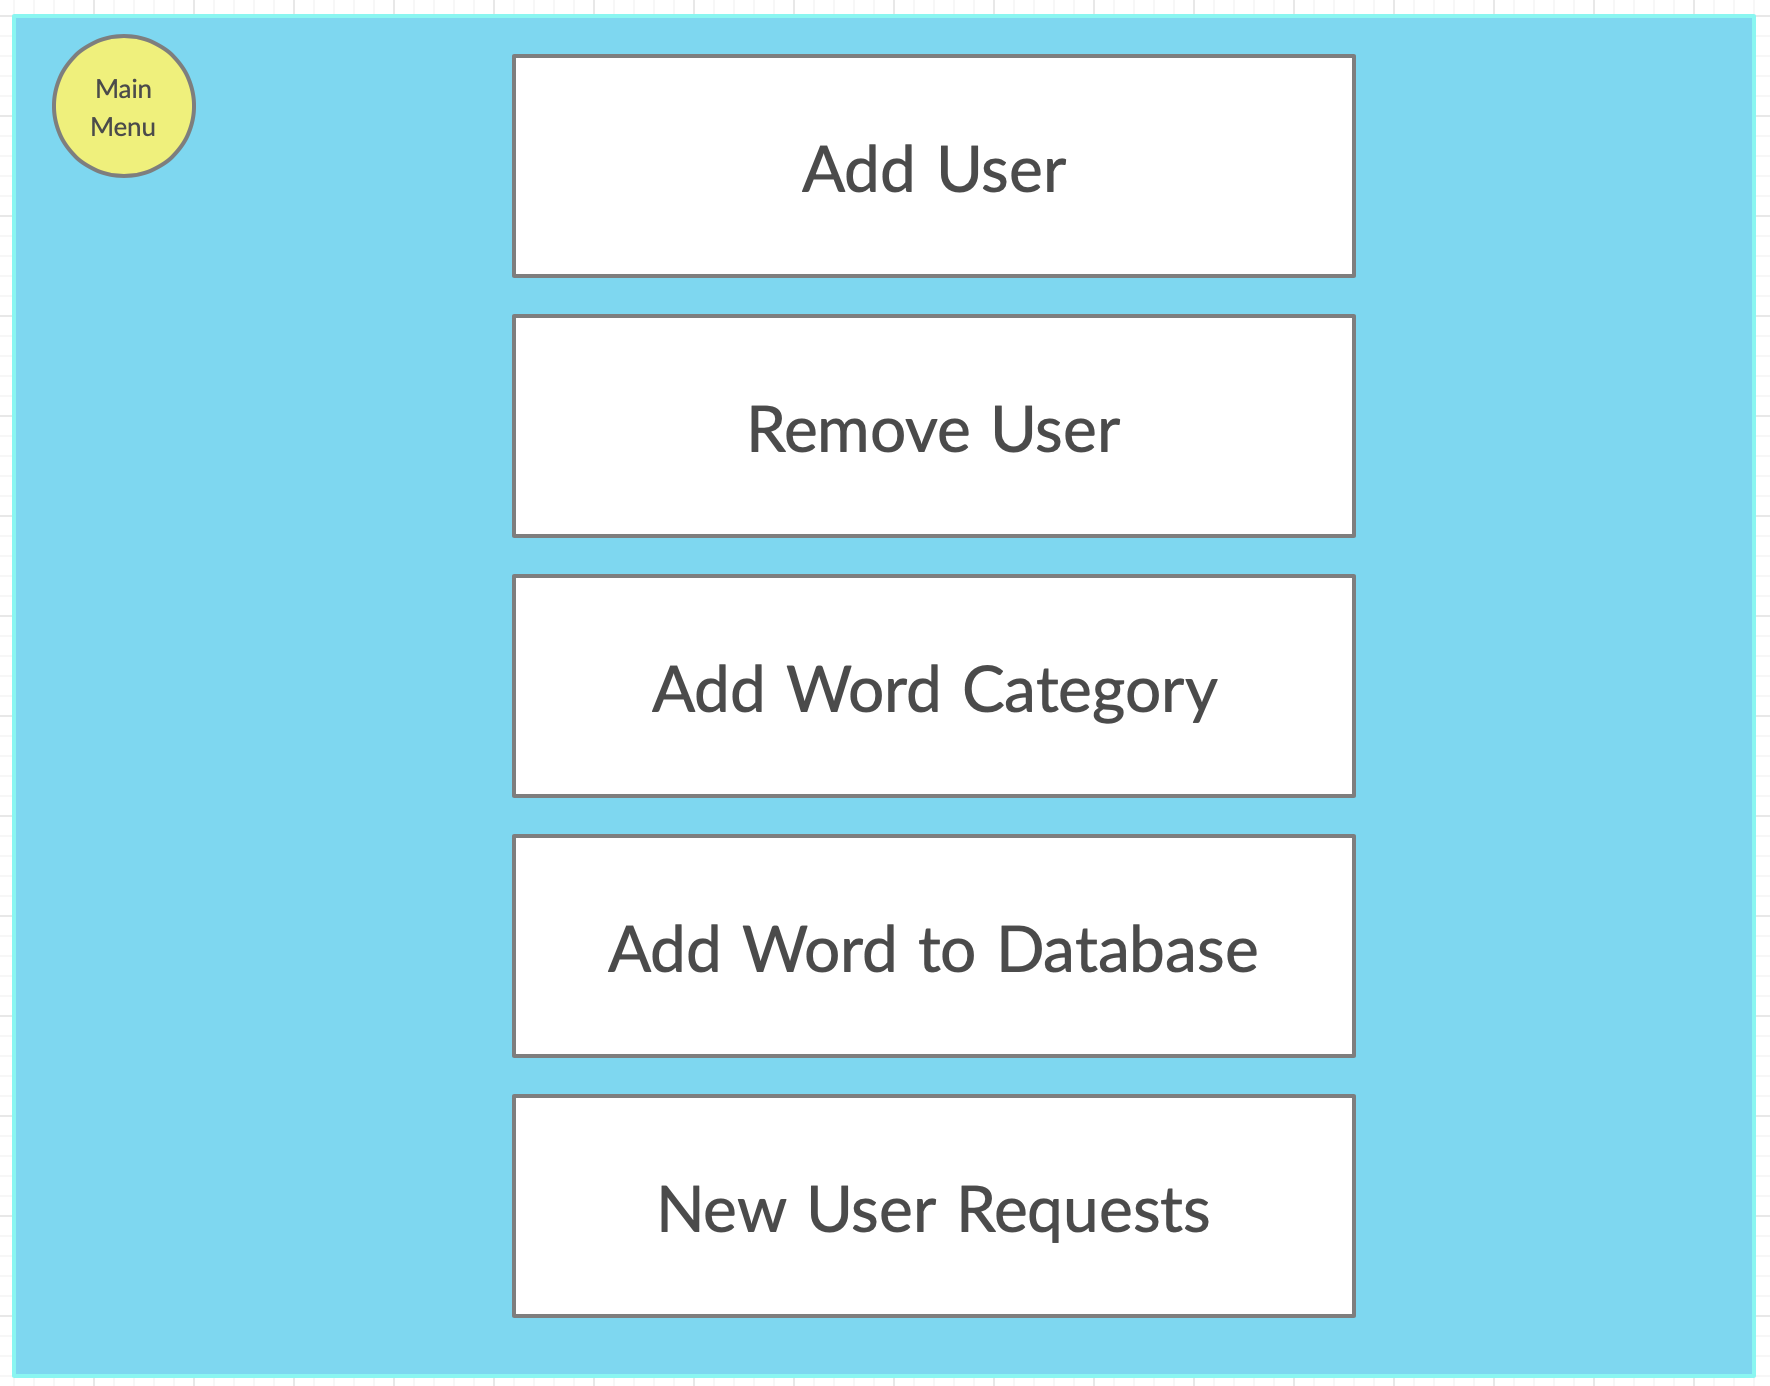 Main
Menu
Add User
Remove User
Add Word Category
Add Word to Database
New User Requests